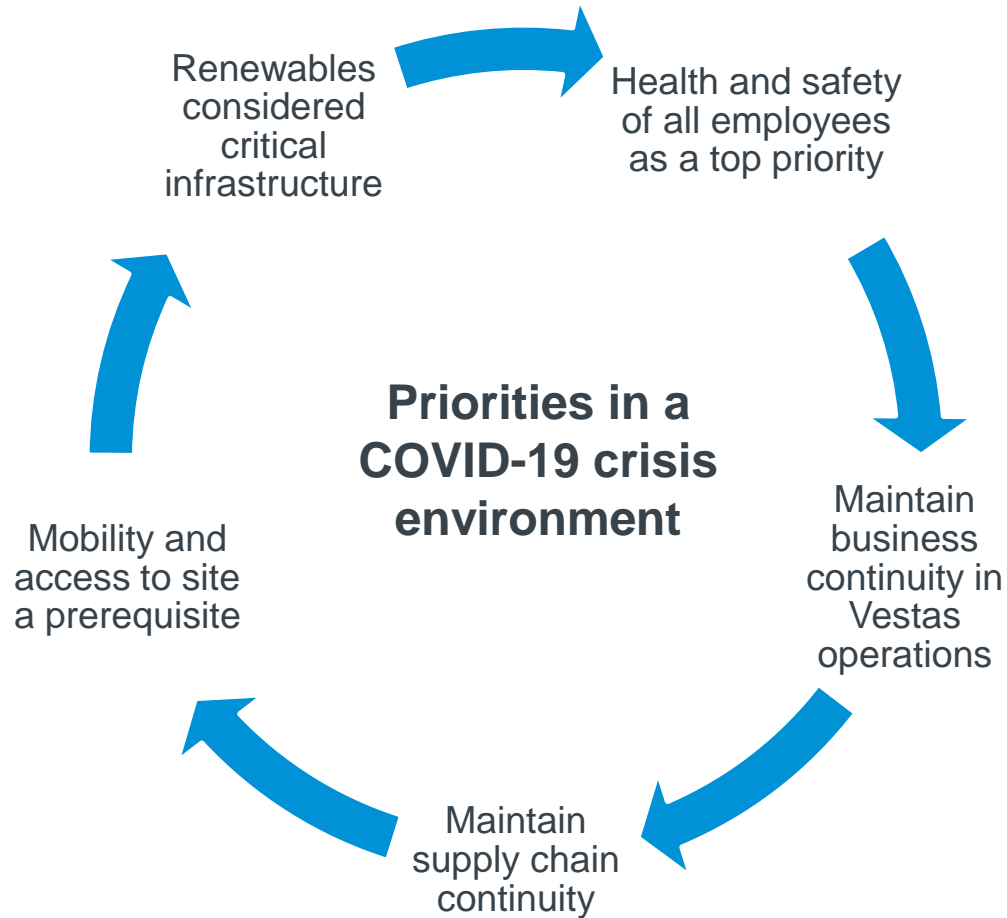 Renewables
considered
critical
infrastructure
Health and safety
of all employees
as a top priority
Priorities in a
COVID-19 crisis
environment
Maintain
business
continuity in
Vestas
operations
Mobility and
access to site
a prerequisite
Maintain
supply chain
continuity